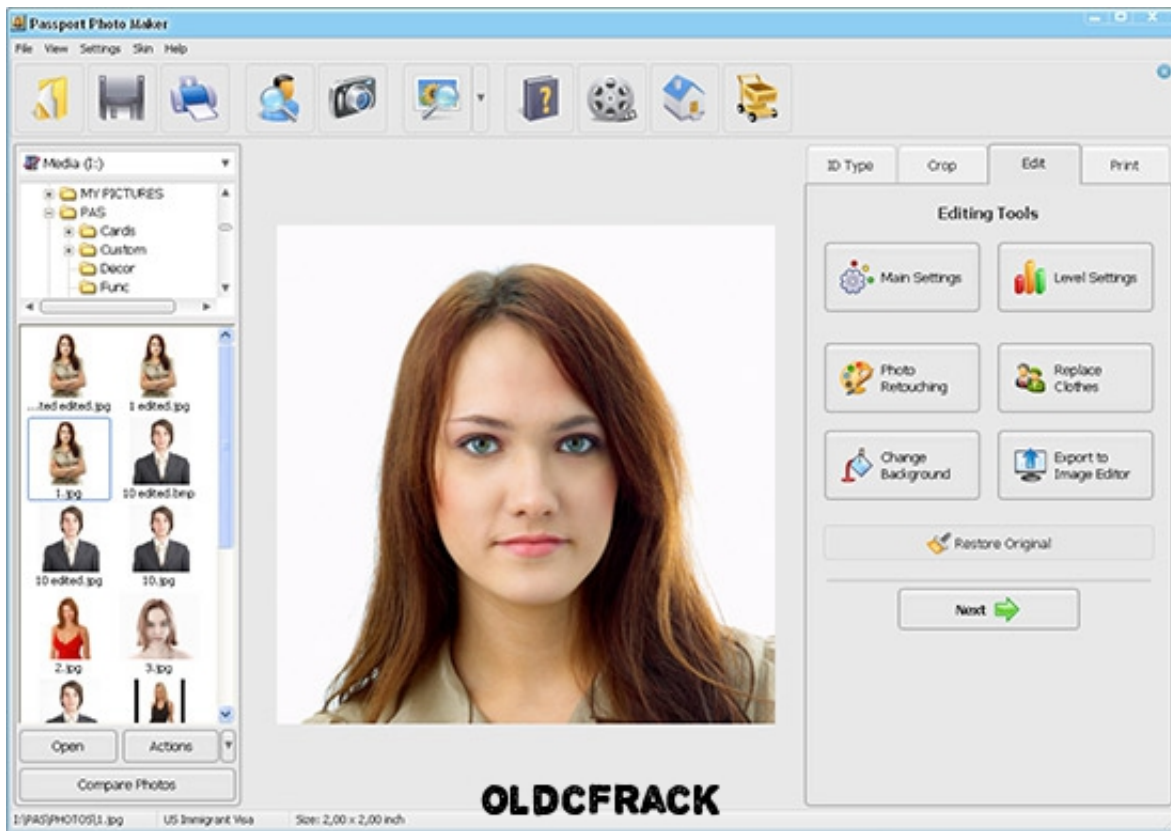 Passport Photo Maker
File View Settings Skin Help
Media (I:)
MY PICTURES
PAS
Cards
Custom
Decor
Func
...ted edited.jpg 1 edited.jpg
1.jpg 10 edited.bmp
10 edited.jpg 10.jpg
2.jpg 3.jpg
Open Actions
Compare Photos
ID Type Crop Edit Print
Editing Tools
Main Settings Level Settings
Photo Retouching
Replace Clothes
Change Background
Export to Image Editor
Restore Original
Next
OLDCFRACK
I:\PAS\PHOTOS\1.jpg US Immigrant Visa Size: 2,00 x 2,00 inch